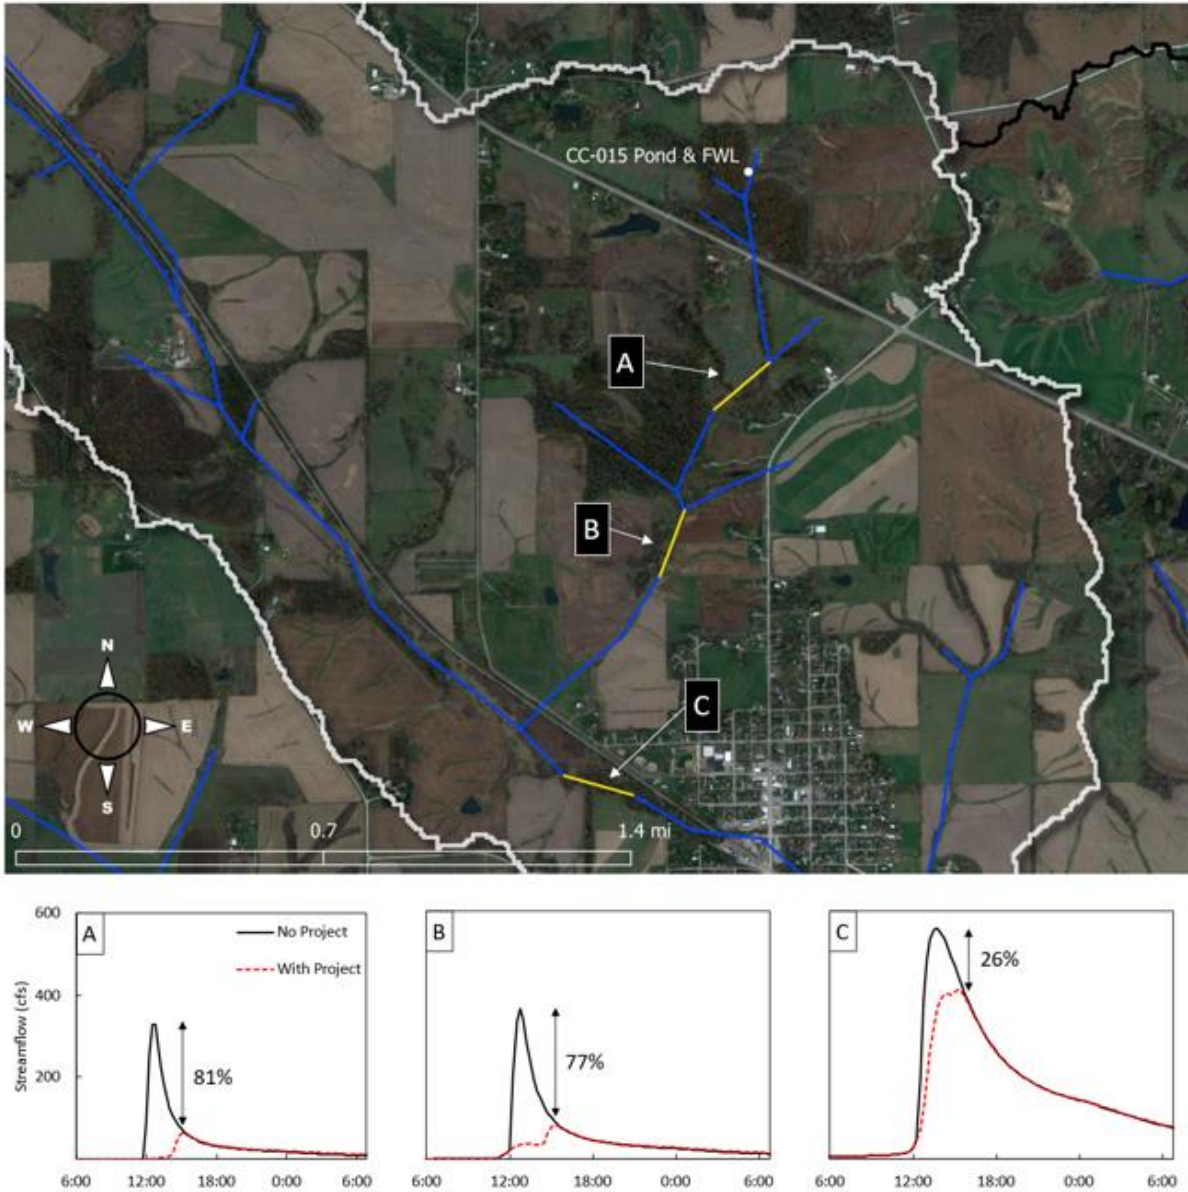 CC-015 Pond & FWL
A
B
C
N
W E
S
0 0.7 1.4 mi
600
400
200
Streamflow (cfs)
A
No Project
With Project
81%
6:00 12:00 18:00 0:00 6:00
B
77%
6:00 12:00 18:00 0:00 6:00
C
26%
6:00 12:00 18:00 0:00 6:00